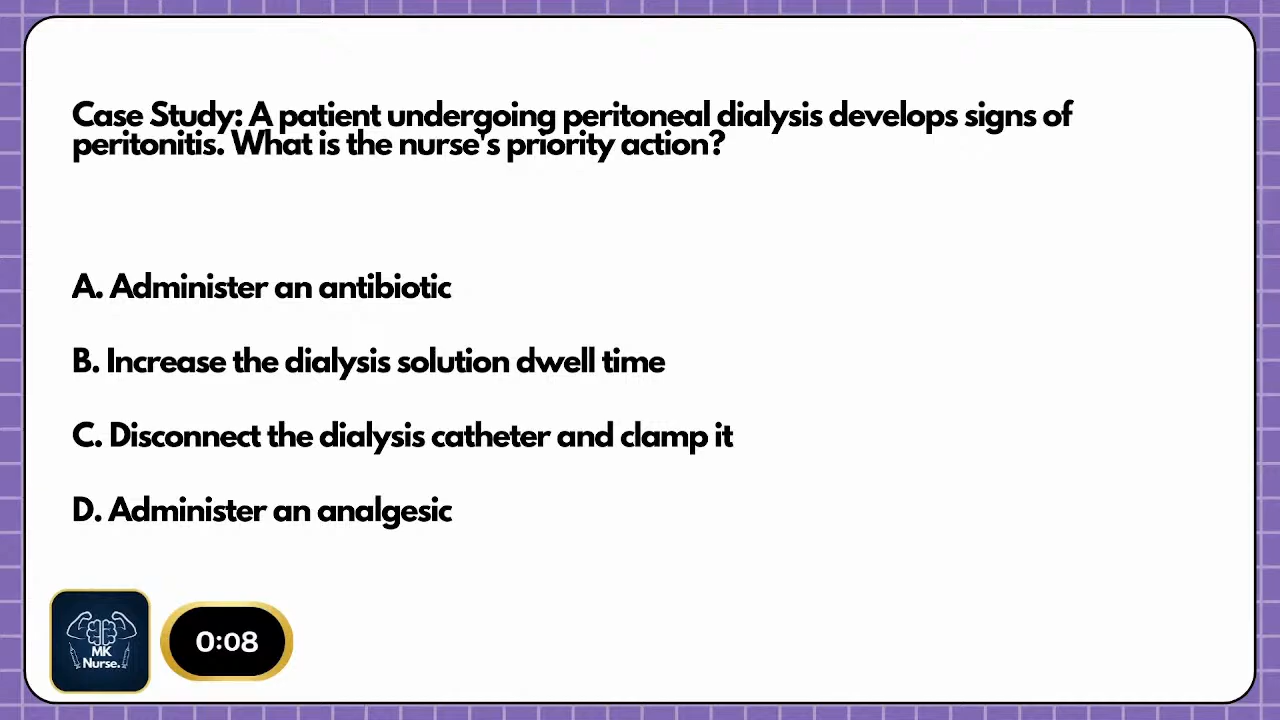 Case Study: A patient undergoing peritoneal dialysis develops signs of
peritonitis. What is the nurse's priority action?
A. Administer an antibiotic
B. Increase the dialysis solution dwell time
C. Disconnect the dialysis catheter and clamp it
D. Administer an analgesic
MK
Nurse.
0:08